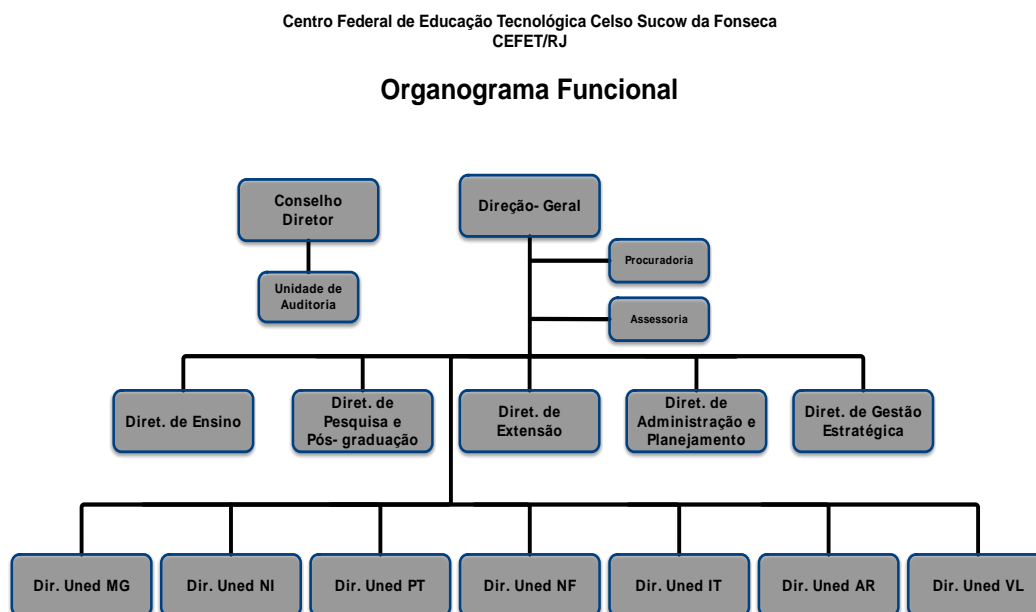 Centro Federal de Educação Tecnológica Celso Sucow da Fonseca
CEFET/RJ
Organograma Funcional
Conselho
Diretor
Direção- Geral
Unidade de
Auditoria
Procuradoria
Assessoria
Diret. de Ensino
Diret. de
Pesquisa e
Pós- graduação
Diret. de
Extensão
Diret. de
Administração e
Planejamento
Diret. de Gestão
Estratégica
Dir. Uned MG
Dir. Uned NI
Dir. Uned PT
Dir. Uned NF
Dir. Uned IT
Dir. Uned AR
Dir. Uned VL